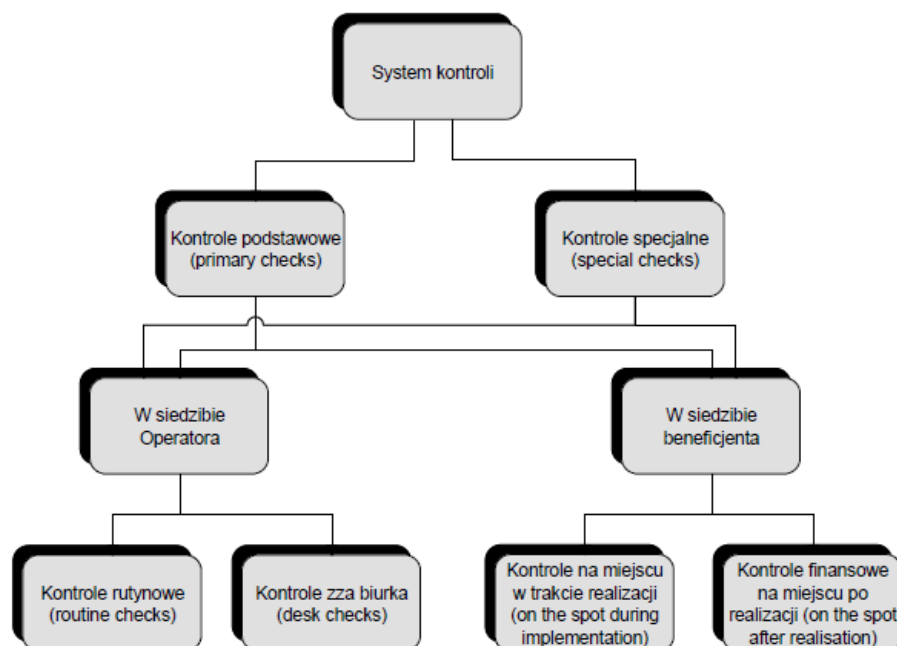 System kontroli
Kontrole podstawowe
(primary checks)
Kontrole specjalne
(special checks)
W siedzibie
Operatora
W siedzibie
beneficjenta
Kontrole rutynowe
(routine checks)
Kontrole zza biurka
(desk checks)
Kontrole na miejscu
w trakcie realizacji
(on the spot during
implementation)
Kontrole finansowe
na miejscu po
realizacji (on the spot
after realisation)